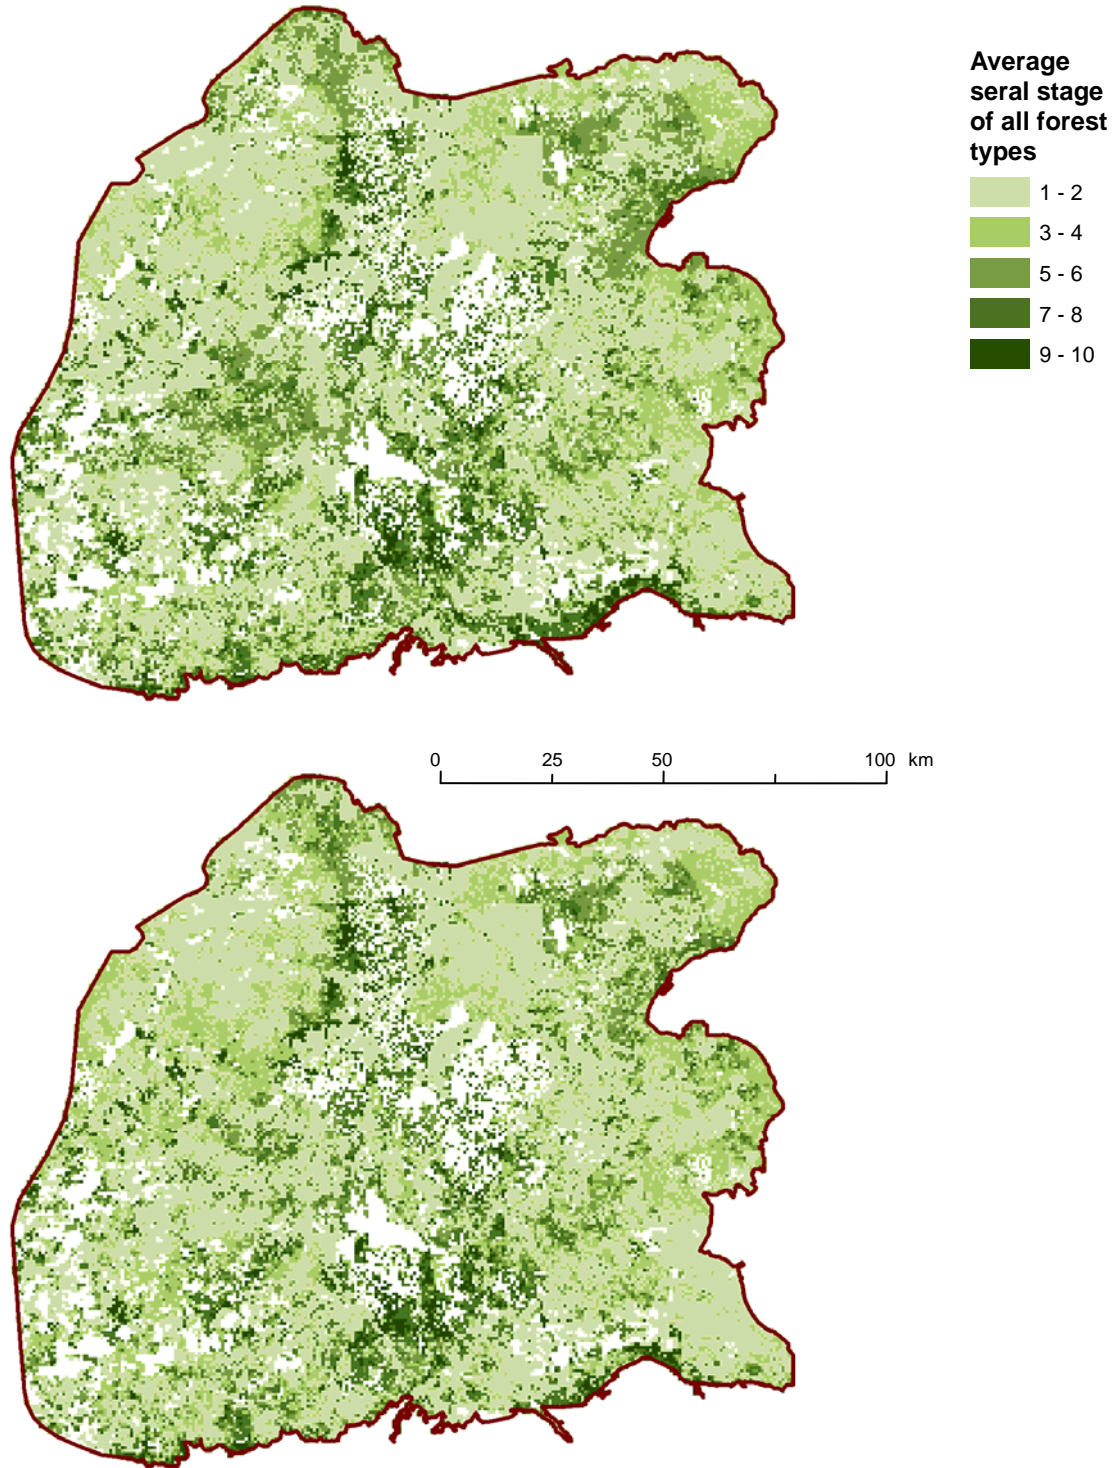 Average
seral stage
of all forest
types
1 - 2
3 - 4
5 - 6
7 - 8
9 - 10
0 25 50 100 km